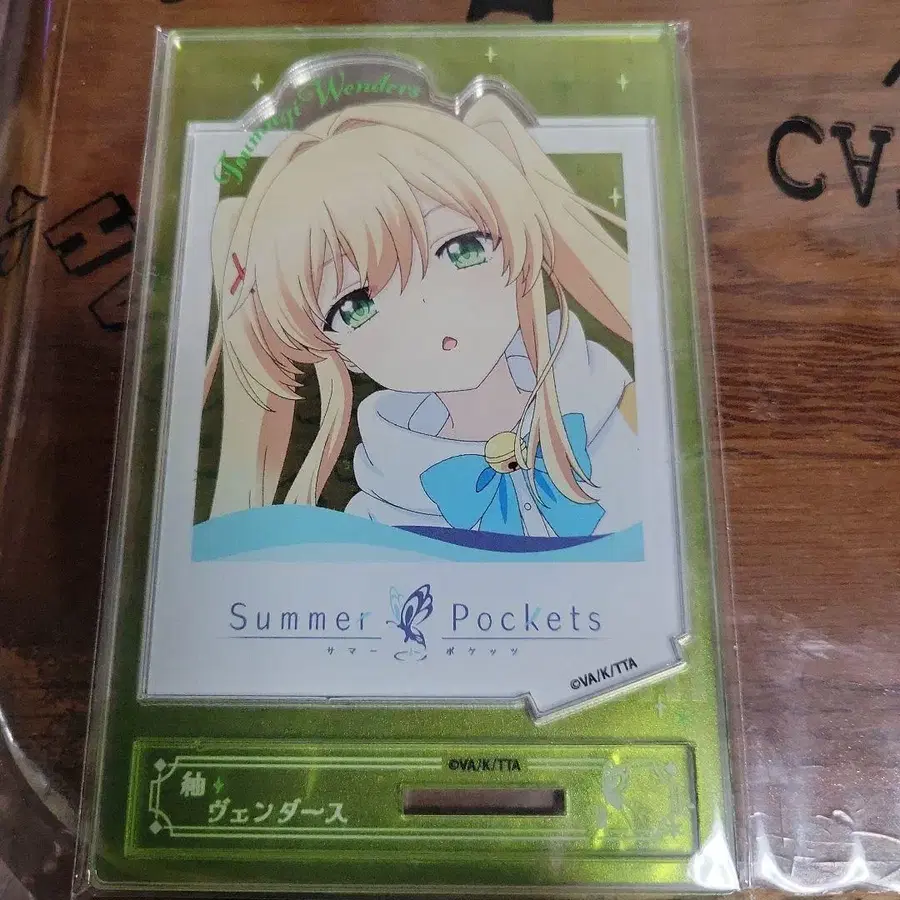 Tsumugi Wenders
Summer Pockets
サマーポケッツ
©VA/K/TTA
©VA/K/TTA
紬
ヴェンダース
CA